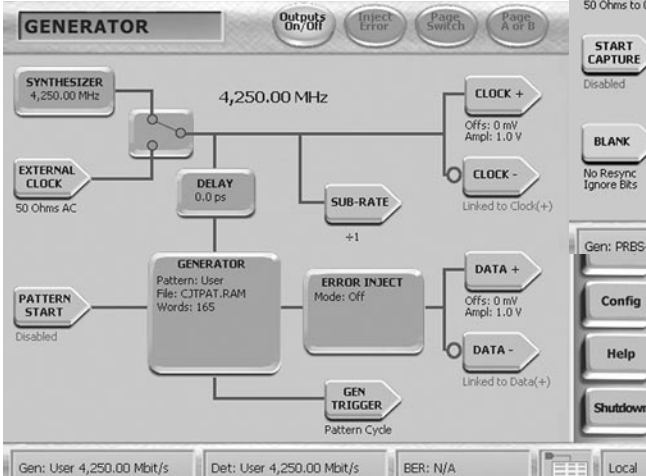 GENERATOR
Outputs
On/Off
Inject
Error
Page
Switch
Page
A or B
50 Ohms to
START
CAPTURE
Disabled
SYNTHESIZER
4,250.00 MHz
4,250.00 MHz
CLOCK +
Offs: 0 mV
Ampl: 1.0 V
BLANK
No Resync
Ignore Bits
EXTERNAL
CLOCK
50 Ohms AC
DELAY
0.0 ps
SUB-RATE
÷1
CLOCK -
Linked to Clock(+)
Gen: PRBS
GENERATOR
Pattern: User
File: CJTPAT.RAM
Words: 165
ERROR INJECT
Mode: Off
DATA +
Offs: 0 mV
Ampl: 1.0 V
Config
PATTERN
START
Disabled
DATA -
Linked to Data(+)
Help
GEN
TRIGGER
Pattern Cycle
Shutdown
Gen: User 4,250.00 Mbit/s
Det: User 4,250.00 Mbit/s
BER: N/A
Local